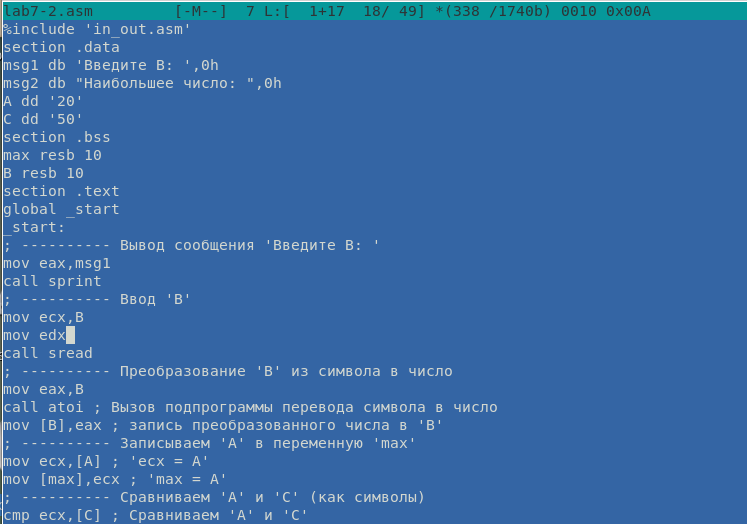 lab7-2.asm [-M--] 7 L:[ 1+17 18/ 49] *(338 /1740b) 0010 0x00A
%include 'in_out.asm'
section .data
msg1 db 'Введите B: ',0h
msg2 db "Наибольшее число: ",0h
A dd '20'
C dd '50'
section .bss
max resb 10
B resb 10
section .text
global _start
_start:
; ---------- Вывод сообщения 'Введите B: '
mov eax,msg1
call sprint
; ---------- Ввод 'B'
mov ecx,B
mov edx
call sread
; ---------- Преобразование 'B' из символа в число
mov eax,B
call atoi ; Вызов подпрограммы перевода символа в число
mov [B],eax ; запись преобразованного числа в 'B'
; ---------- Записываем 'A' в переменную 'max'
mov ecx,[A] ; 'ecx = A'
mov [max],ecx ; 'max = A'
; ---------- Сравниваем 'A' и 'С' (как символы)
cmp ecx,[C] ; Сравниваем 'A' и 'С'